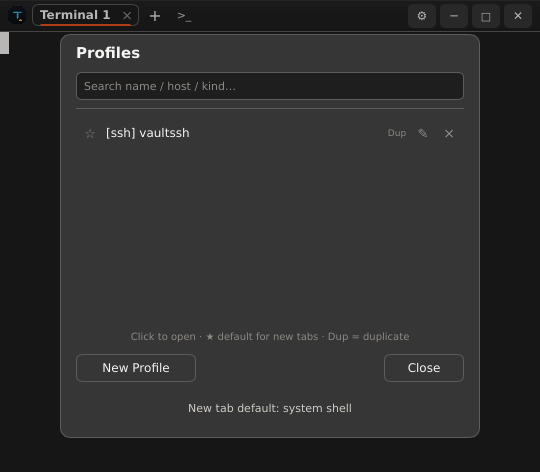 Terminal 1 × + >_
Profiles
Search name / host / kind...
☆ [ssh] vaultssh Dup ✎ ×
Click to open · ★ default for new tabs · Dup = duplicate
New Profile Close
New tab default: system shell